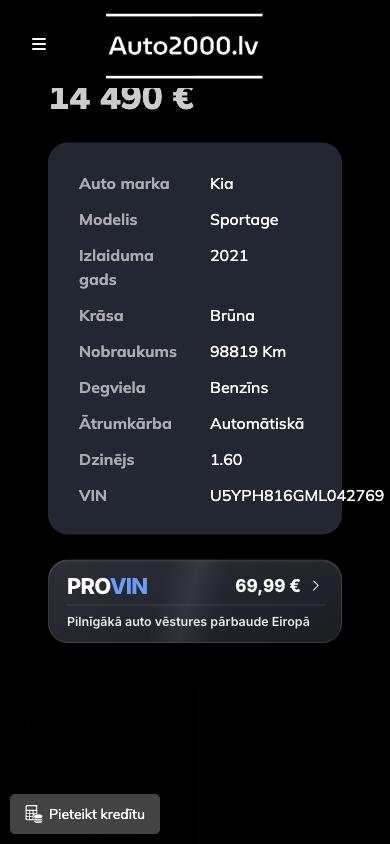 Auto2000.lv
14 490 €
Auto marka Kia
Modelis Sportage
Izlaiduma gads 2021
Krāsa Brūna
Nobraukums 98819 Km
Degviela Benzīns
Ātrumkārba Automātiskā
Dzinējs 1.60
VIN U5YPH816GML042769
PROVIN 69,99 €
Pilnīgākā auto vēstures pārbaude Eiropā
Pieteikt kredītu